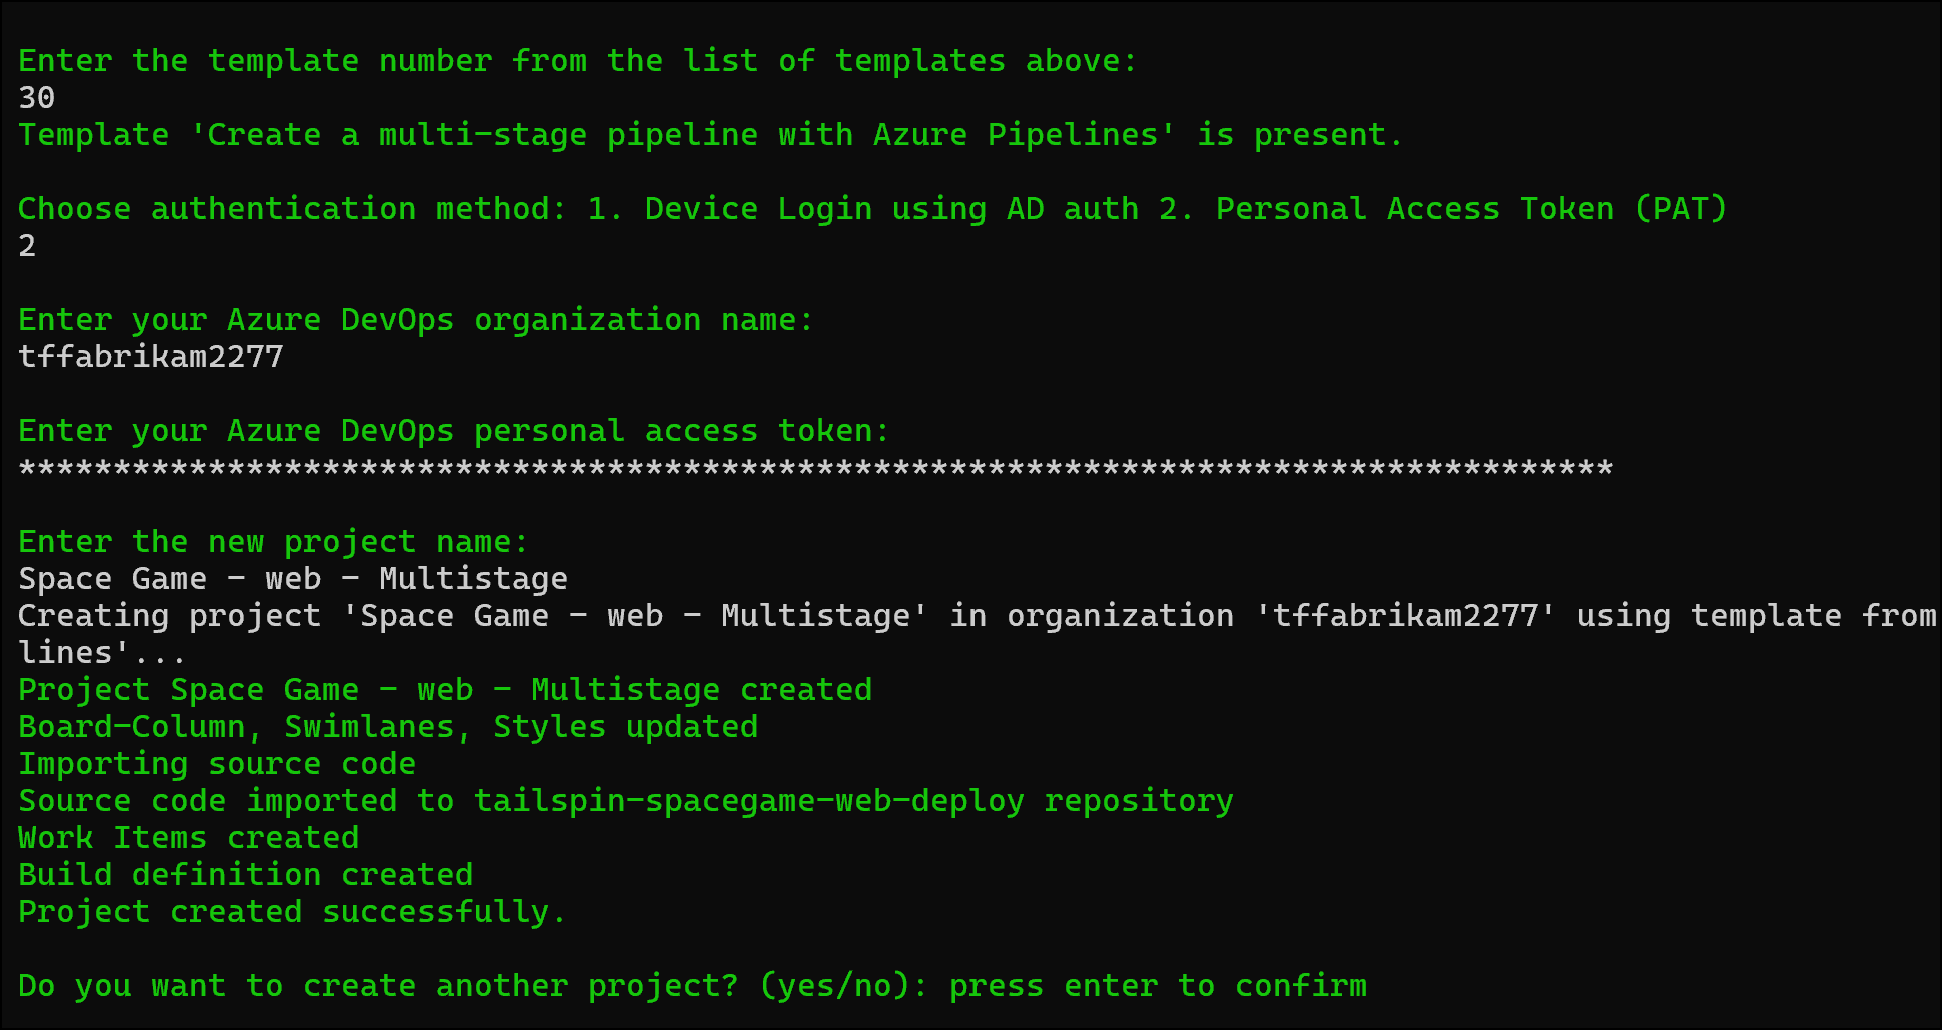 Enter the template number from the list of templates above:
30
Template 'Create a multi-stage pipeline with Azure Pipelines' is present.
Choose authentication method: 1. Device Login using AD auth 2. Personal Access Token (PAT)
2
Enter your Azure DevOps organization name:
tffabrikam2277
Enter your Azure DevOps personal access token:
************************************************************************************
Enter the new project name:
Space Game - web - Multistage
Creating project 'Space Game - web - Multistage' in organization 'tffabrikam2277' using template from
lines'...
Project Space Game - web - Multistage created
Board-Column, Swimlanes, Styles updated
Importing source code
Source code imported to tailspin-spacegame-web-deploy repository
Work Items created
Build definition created
Project created successfully.
Do you want to create another project? (yes/no): press enter to confirm